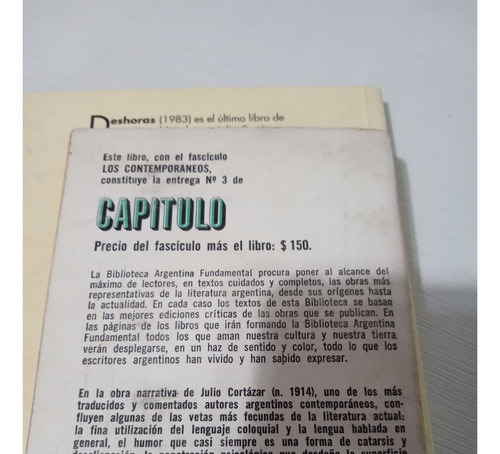 Deshoras (1983) es el último libro de
Este libro, con el fascículo
LOS CONTEMPORANEOS,
constituye la entrega Nº 3 de
CAPITULO
Precio del fascículo más el libro: $ 150.
La Biblioteca Argentina Fundamental procura poner al alcance del
máximo de lectores, en textos cuidados y completos, las obras más
representativas de la literatura argentina, desde sus orígenes hasta
la actualidad. En cada caso los textos de esta Biblioteca se basan
en las mejores ediciones críticas de las obras que se publican. En
las páginas de los libros que irán formando la Biblioteca Argentina
Fundamental todos los que aman nuestra cultura y nuestra tierra
verán desplegarse, en un haz de sentido y color, todo lo que los
escritores argentinos han vivido y han sabido expresar.
En la obra narrativa de Julio Cortázar (n. 1914), uno de los más
traducidos y comentados autores argentinos contemporáneos, con-
fluyen algunas de las vetas más fecundas de la literatura actual:
la fina utilización del lenguaje coloquial y la lengua hablada en
general, el humor que casi siempre es una forma de catarsis y
la penetración psicológica que desdeña la superficie